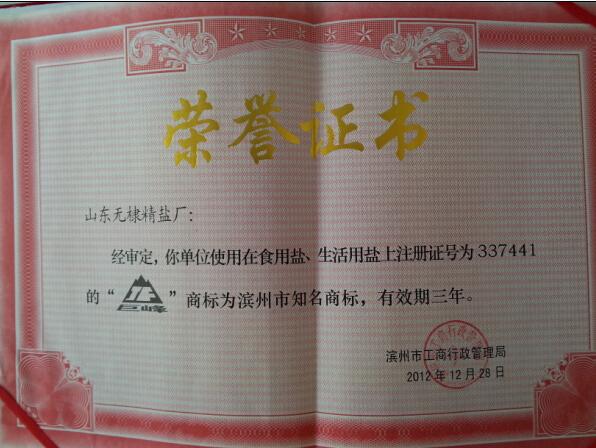 荣誉证书
山东无棣精盐厂：
经审定，你单位使用在食用盐、生活用盐上注册证号为337441
的“三峰”商标为滨州市知名商标，有效期三年。
滨州市工商行政管理局
2012年12月28日